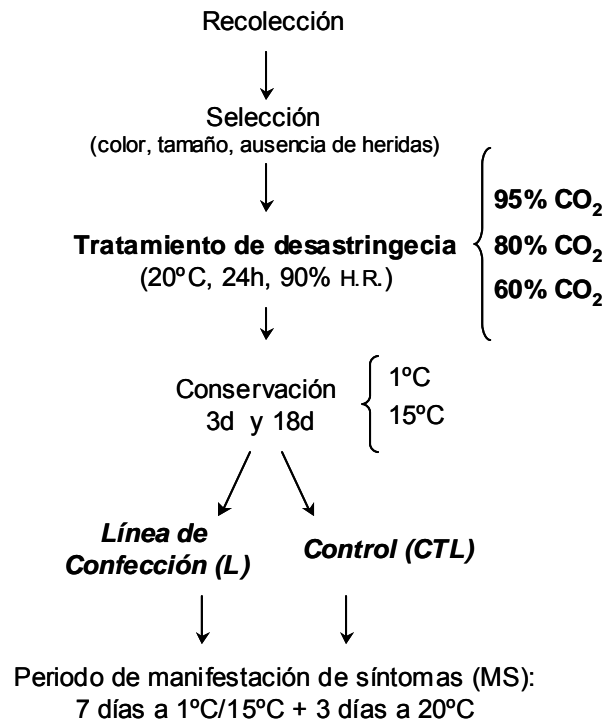 Recolección
Selección
(color, tamaño, ausencia de heridas)
Tratamiento de desastringecia
(20ºC, 24h, 90% H.R.)
95% CO₂
80% CO₂
60% CO₂
Conservación
3d y 18d
1ºC
15ºC
Línea de
Confección (L)
Control (CTL)
Periodo de manifestación de síntomas (MS):
7 días a 1ºC/15ºC + 3 días a 20ºC